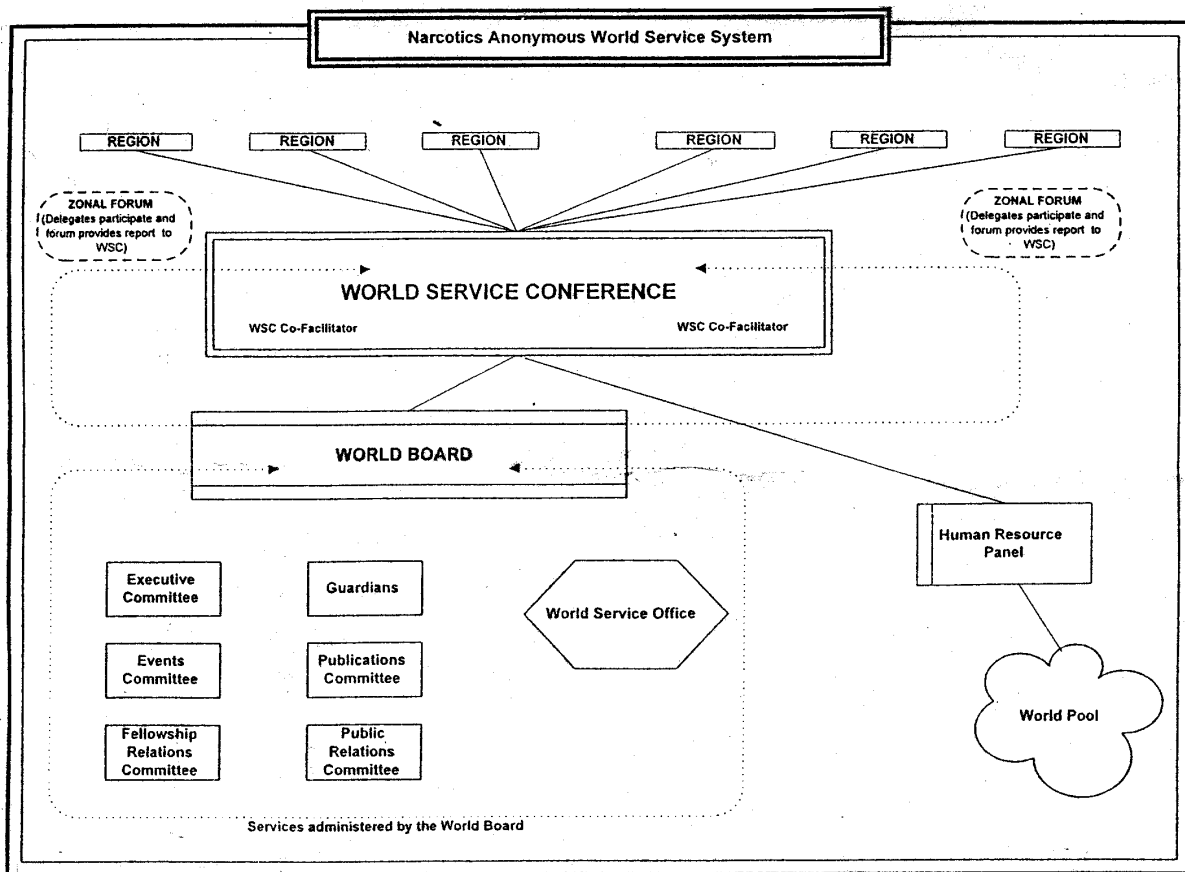 Narcotics Anonymous World Service System
REGION
REGION
REGION
REGION
REGION
REGION
ZONAL FORUM
(Delegates participate and
forum provides report to
WSC)
ZONAL FORUM
(Delegates participate and
forum provides report to
WSC)
WORLD SERVICE CONFERENCE
WSC Co-Facilitator
WSC Co-Facilitator
WORLD BOARD
Human Resource
Panel
Executive
Committee
Guardians
World Service Office
Events
Committee
Publications
Committee
World Pool
Fellowship
Relations
Committee
Public
Relations
Committee
Services administered by the World Board